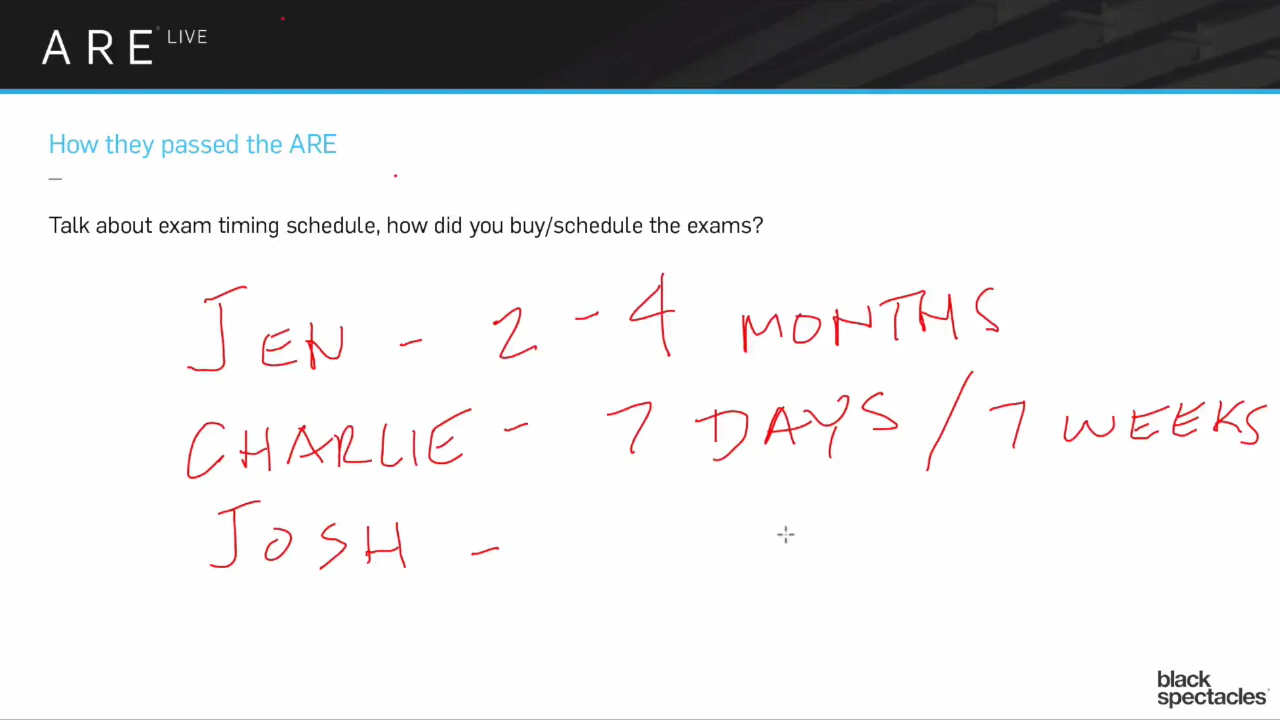 ARE LIVE
How they passed the ARE
Talk about exam timing schedule, how did you buy/schedule the exams?
JEN - 2 - 4 MONTHS
CHARLIE - 7 DAYS / 7 WEEKS
JOSH -
black
spectacles